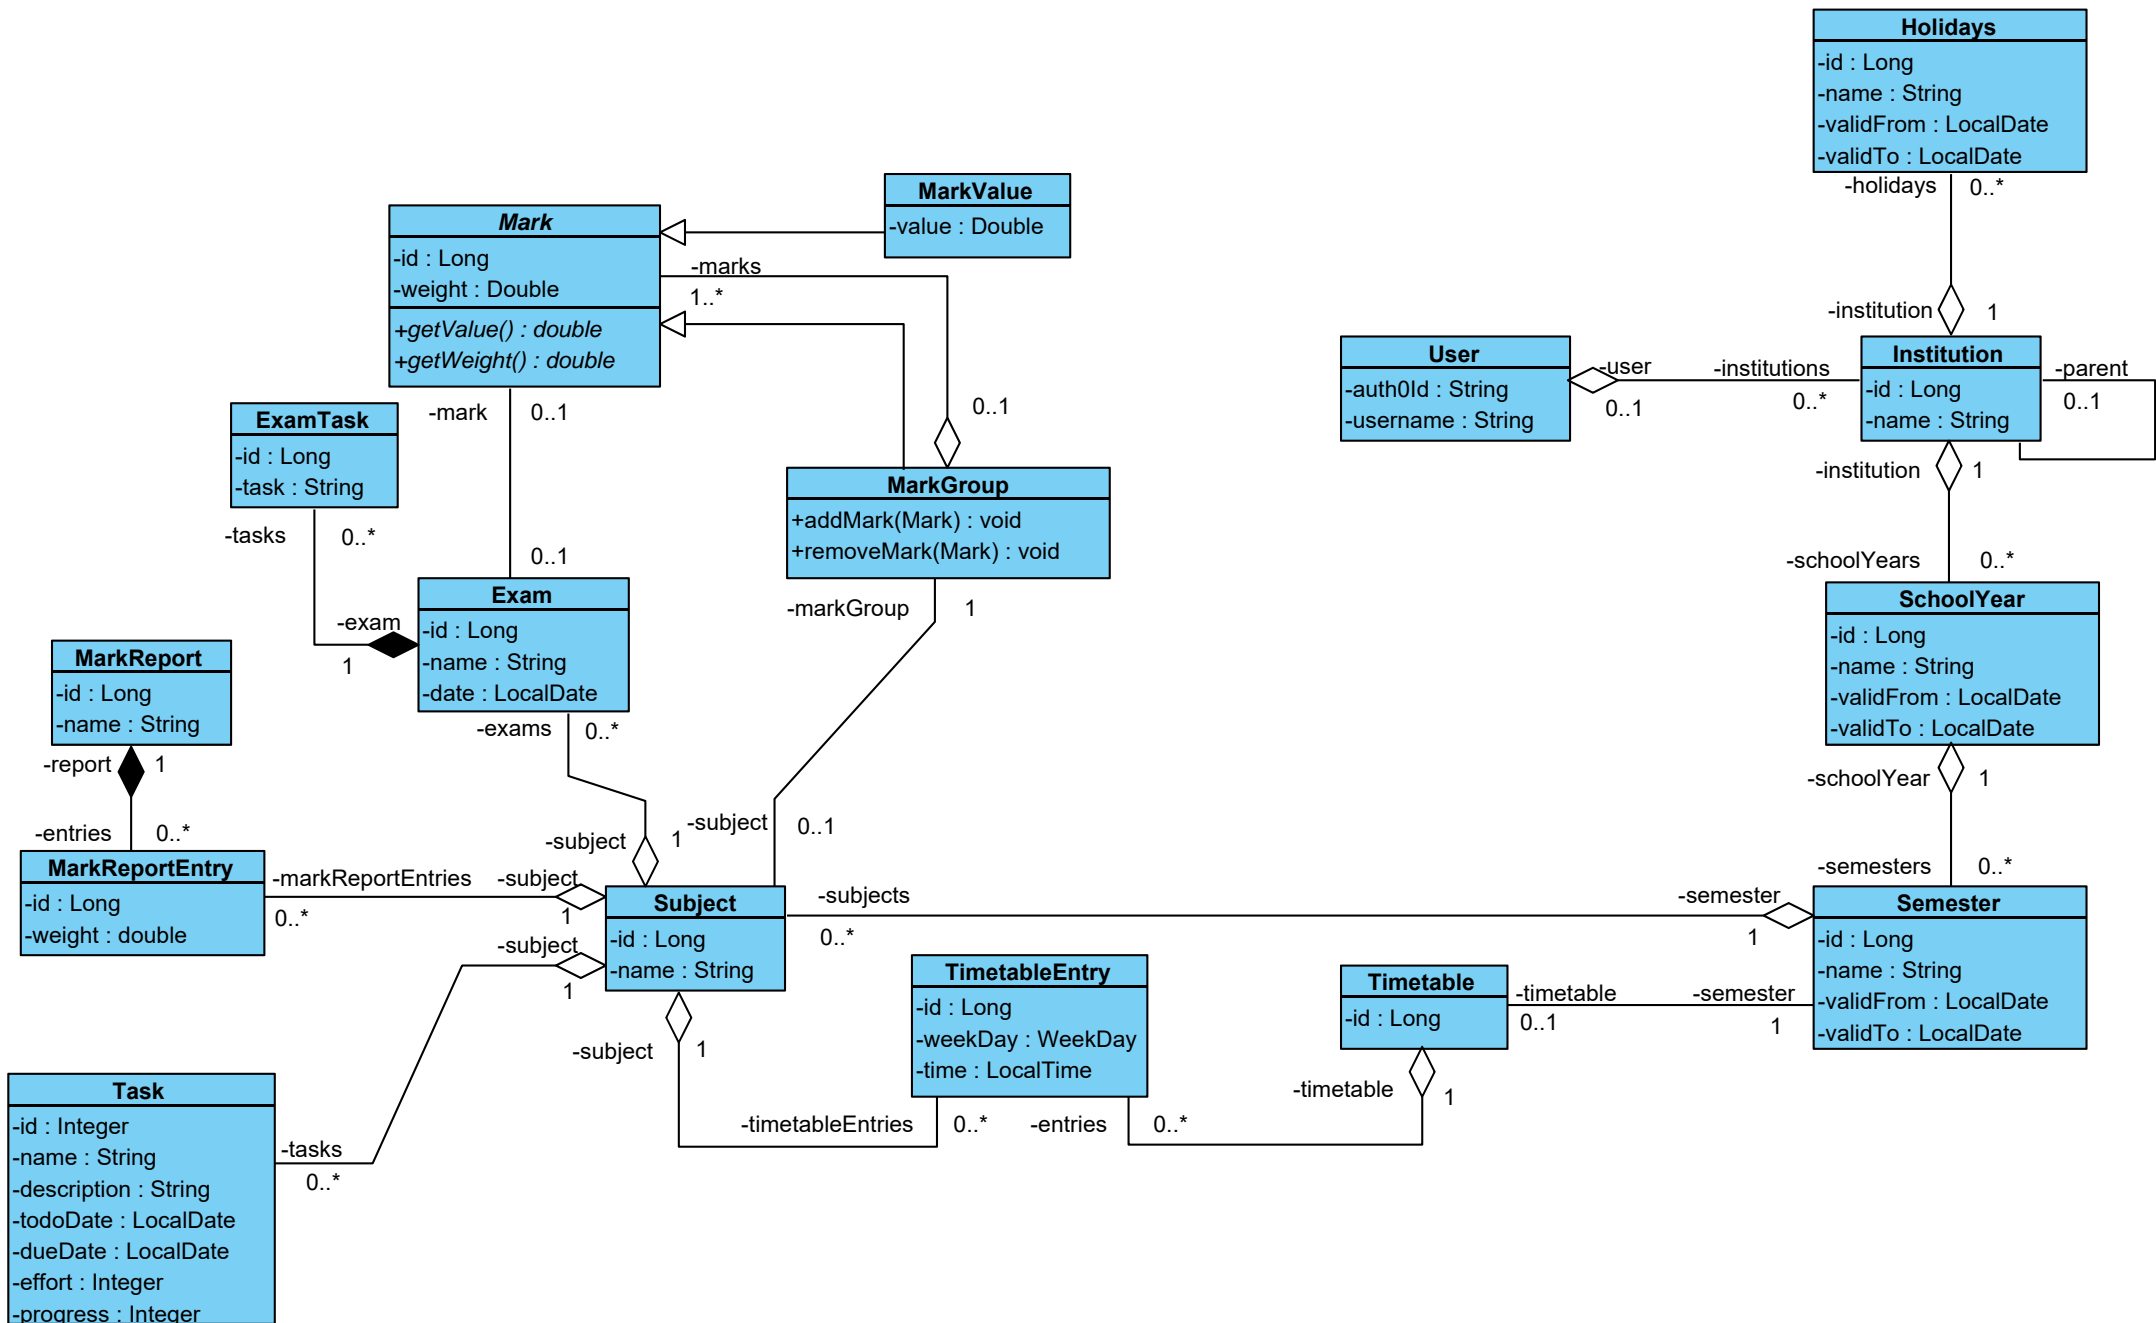 Holidays
-id : Long
-name : String
-validFrom : LocalDate
-validTo : LocalDate
-holidays
0..*
-institution
1
MarkValue
-value : Double
Mark
-id : Long
-weight : Double
+getValue() : double
+getWeight() : double
-marks
1..*
0..1
-mark
0..1
0..1
User
-auth0Id : String
-username : String
-user
0..1
-institutions
0..*
Institution
-id : Long
-name : String
-parent
0..1
-institution
1
-schoolYears
0..*
ExamTask
-id : Long
-task : String
-tasks
0..*
-exam
1
MarkGroup
+addMark(Mark) : void
+removeMark(Mark) : void
-markGroup
1
Exam
-id : Long
-name : String
-date : LocalDate
-exams
0..*
SchoolYear
-id : Long
-name : String
-validFrom : LocalDate
-validTo : LocalDate
-schoolYear
1
-semesters
0..*
MarkReport
-id : Long
-name : String
-report
1
-entries
0..*
-subject
1
-subject
0..1
MarkReportEntry
-id : Long
-weight : double
-markReportEntries
0..*
-subject
1
Subject
-id : Long
-name : String
-subjects
0..*
-semester
1
Semester
-id : Long
-name : String
-validFrom : LocalDate
-validTo : LocalDate
-subject
1
-subject
1
TimetableEntry
-id : Long
-weekDay : WeekDay
-time : LocalTime
Timetable
-id : Long
-timetable
0..1
-semester
1
-timetable
1
-timetableEntries
0..*
-entries
0..*
Task
-id : Integer
-name : String
-description : String
-todoDate : LocalDate
-dueDate : LocalDate
-effort : Integer
-progress : Integer
-tasks
0..*